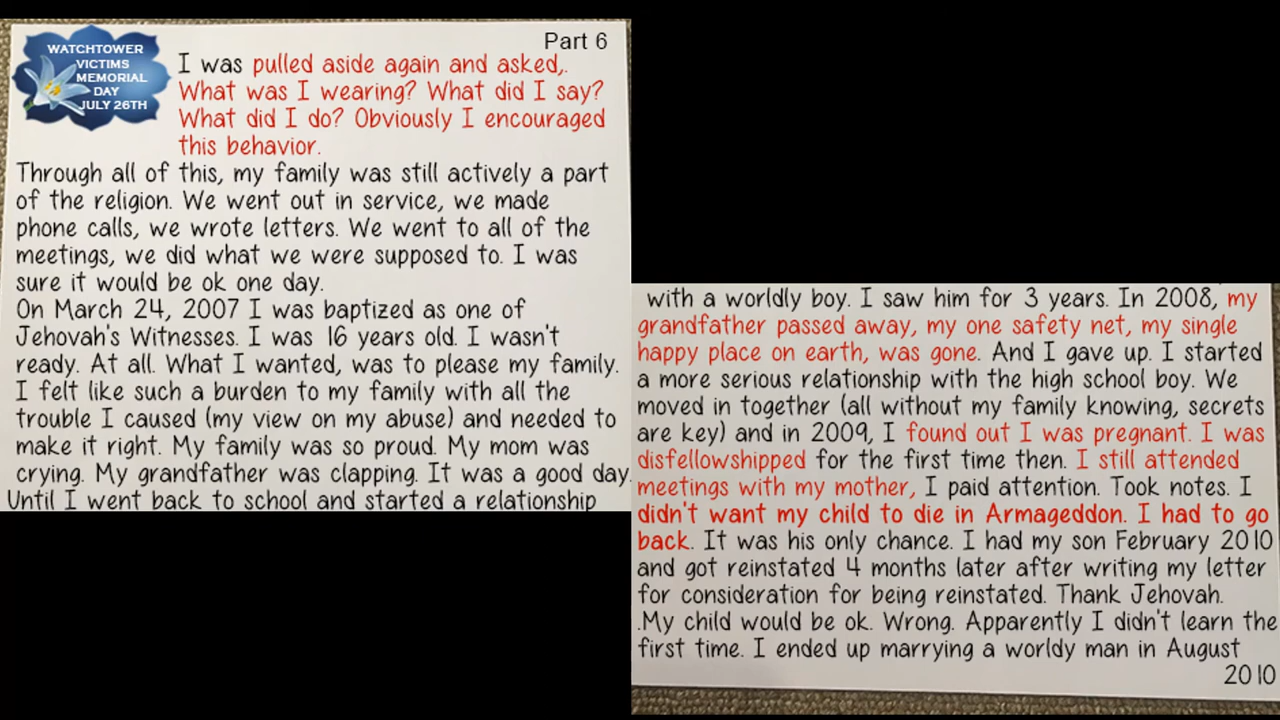 WATCHTOWER
VICTIMS
MEMORIAL
DAY
JULY 26TH
Part 6
I was pulled aside again and asked,.
What was I wearing? What did I say?
What did I do? Obviously I encouraged
this behavior.
Through all of this, my family was still actively a part
of the religion. We went out in service, we made
phone calls, we wrote letters. We went to all of the
meetings, we did what we were supposed to. I was
sure it would be ok one day.
On March 24, 2007 I was baptized as one of
Jehovah's Witnesses. I was 16 years old. I wasn't
ready. At all. What I wanted, was to please my family.
I felt like such a burden to my family with all the
trouble I caused (my view on my abuse) and needed to
make it right. My family was so proud. My mom was
crying. My grandfather was clapping. It was a good day.
Until I went back to school and started a relationship
with a worldly boy. I saw him for 3 years. In 2008, my
grandfather passed away, my one safety net, my single
happy place on earth, was gone. And I gave up. I started
a more serious relationship with the high school boy. We
moved in together (all without my family knowing, secrets
are key) and in 2009, I found out I was pregnant. I was
disfellowshipped for the first time then. I still attended
meetings with my mother, I paid attention. Took notes. I
didn't want my child to die in Armageddon. I had to go
back. It was his only chance. I had my son February 2010
and got reinstated 4 months later after writing my letter
for consideration for being reinstated. Thank Jehovah.
.My child would be ok. Wrong. Apparently I didn't learn the
first time. I ended up marrying a worldy man in August
2010